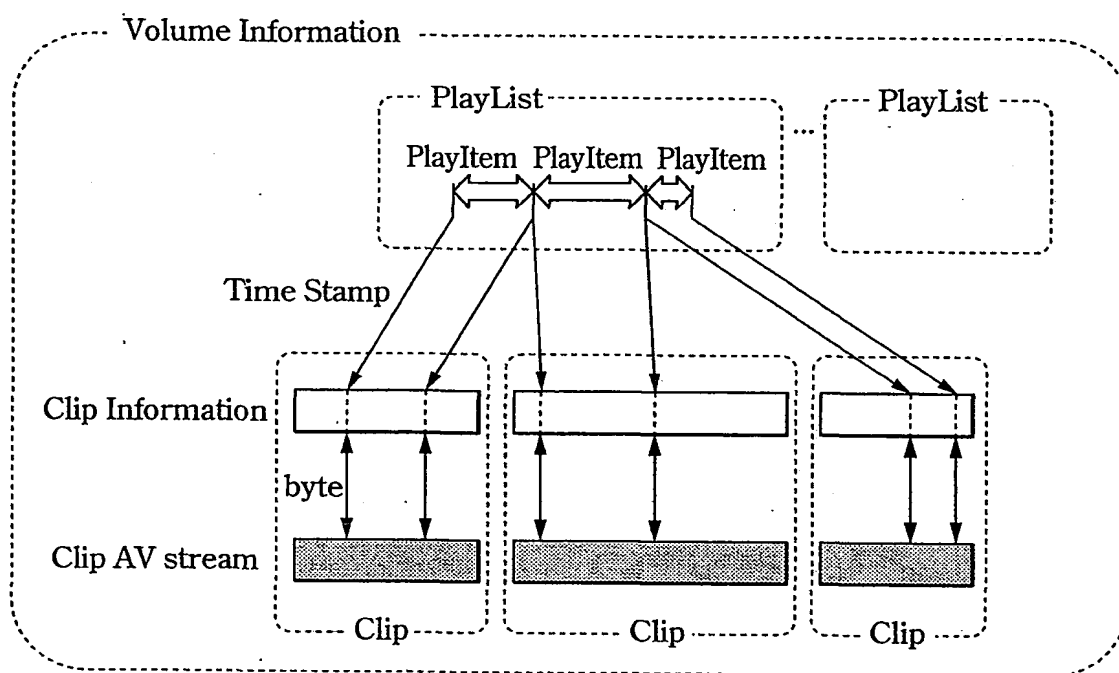 Volume Information
PlayList
PlayList
...
PlayItem PlayItem PlayItem
Time Stamp
Clip Information
byte
Clip AV stream
Clip
Clip
Clip